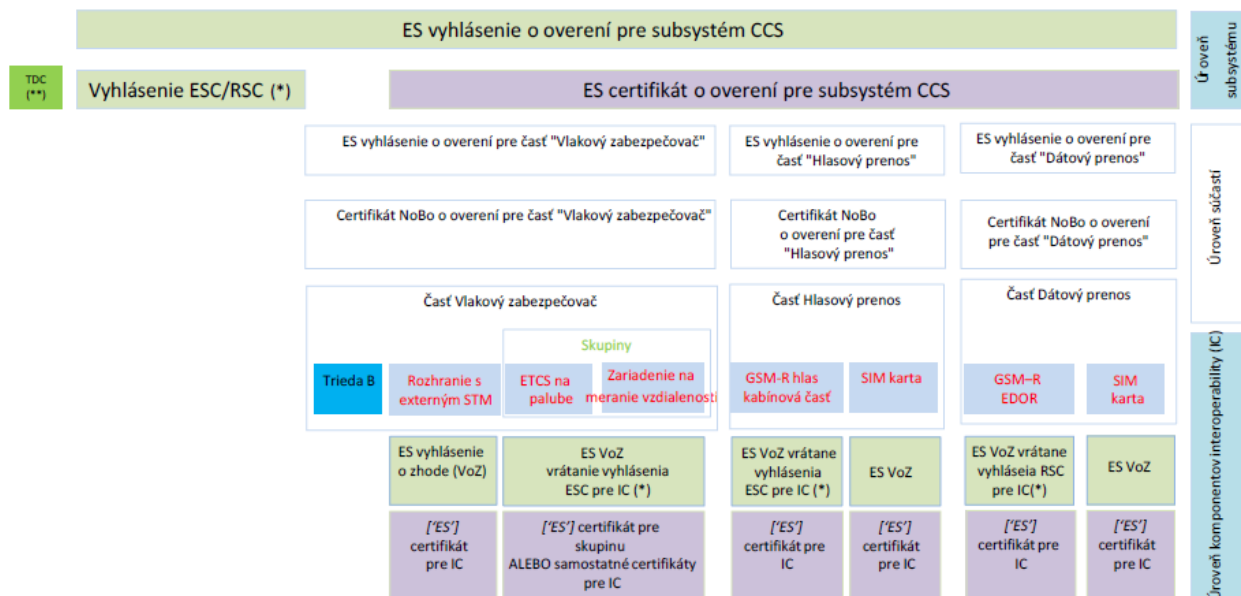 ES vyhlásenie o overení pre subsystém CCS
Úroveň
subsystému
TDC
(**)
Vyhlásenie ESC/RSC (*)
ES certifikát o overení pre subsystém CCS
ES vyhlásenie o overení pre časť "Vlakový zabezpečovač"
ES vyhlásenie o overení pre
časť "Hlasový prenos"
ES vyhlásenie o overení pre
časť "Dátový prenos"
Úroveň súčastí
Certifikát NoBo o overení pre časť "Vlakový zabezpečovač"
Certifikát NoBo
o overení pre časť
"Hlasový prenos"
Certifikát NoBo o overení
pre časť "Dátový prenos"
Časť Vlakový zabezpečovač
Časť Hlasový prenos
Časť Dátový prenos
Skupiny
Trieda B
Rozhranie s
externým STM
ETCS na
palube
Zariadenie na
meranie vzdialenosti
GSM-R hlas
kabínová časť
SIM karta
GSM–R
EDOR
SIM
karta
Úroveň komponentov interoperability (IC)
ES vyhlásenie
o zhode (VoZ)
ES VoZ
vrátanie vyhlásenia
ESC pre IC (*)
ES VoZ vrátane
vyhlásenia
ESC pre IC (*)
ES VoZ
ES VoZ vrátane
vyhláseia RSC
pre IC(*)
ES VoZ
['ES']
certifikát
pre IC
['ES'] certifikát pre
skupinu
ALEBO samostatné certifikáty
pre IC
['ES']
certifikát pre
IC
['ES']
certifikát
pre IC
['ES']
certifikát pre
IC
['ES']
certifikát
pre IC